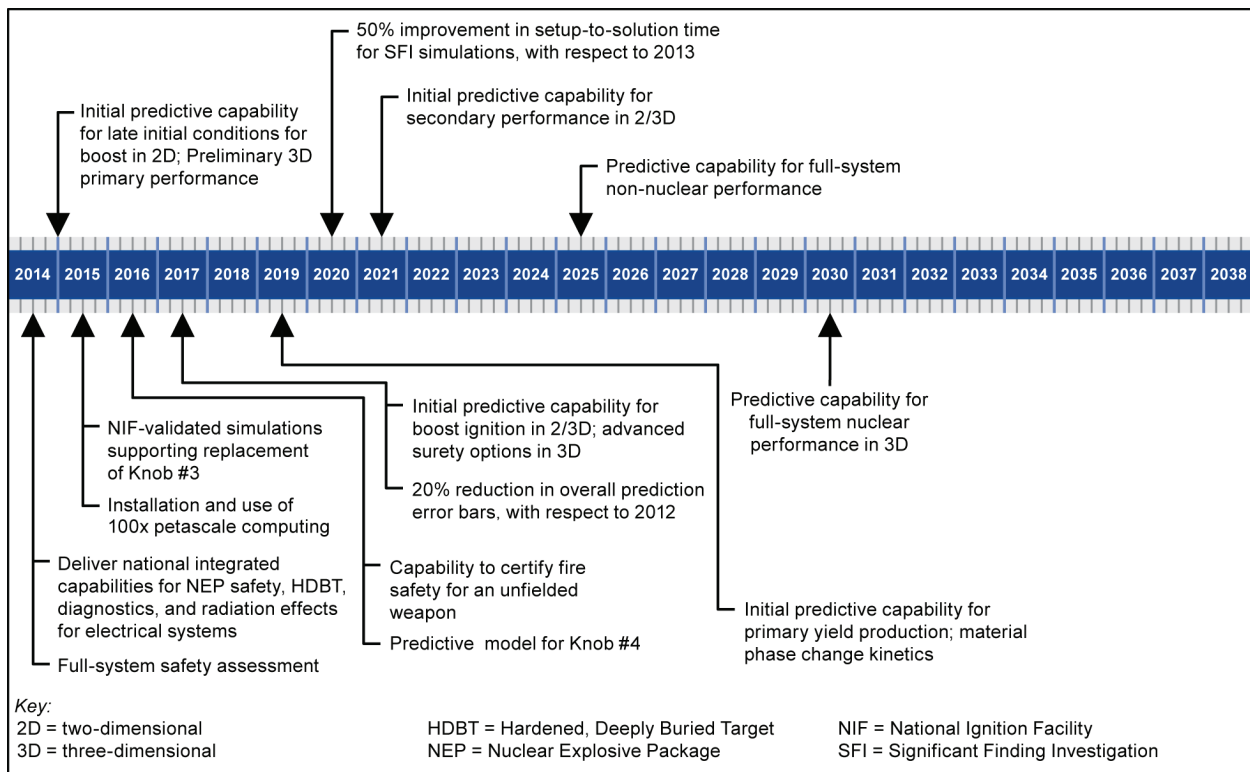 50% improvement in setup-to-solution time
for SFI simulations, with respect to 2013
Initial predictive capability
for late initial conditions for
boost in 2D; Preliminary 3D
primary performance
Initial predictive capability for
secondary performance in 2/3D
Predictive capability for full-system
non-nuclear performance
2014 2015 2016 2017 2018 2019 2020 2021 2022 2023 2024 2025 2026 2027 2028 2029 2030 2031 2032 2033 2034 2035 2036 2037 2038
NIF-validated simulations
supporting replacement
of Knob #3
Installation and use of
100x petascale computing
Deliver national integrated
capabilities for NEP safety, HDBT,
diagnostics, and radiation effects
for electrical systems
Full-system safety assessment
Initial predictive capability for
boost ignition in 2/3D; advanced
surety options in 3D
20% reduction in overall prediction
error bars, with respect to 2012
Capability to certify fire
safety for an unfielded
weapon
Predictive model for Knob #4
Predictive capability for
full-system nuclear
performance in 3D
Initial predictive capability for
primary yield production; material
phase change kinetics
Key:
2D = two-dimensional
3D = three-dimensional
HDBT = Hardened, Deeply Buried Target
NEP = Nuclear Explosive Package
NIF = National Ignition Facility
SFI = Significant Finding Investigation